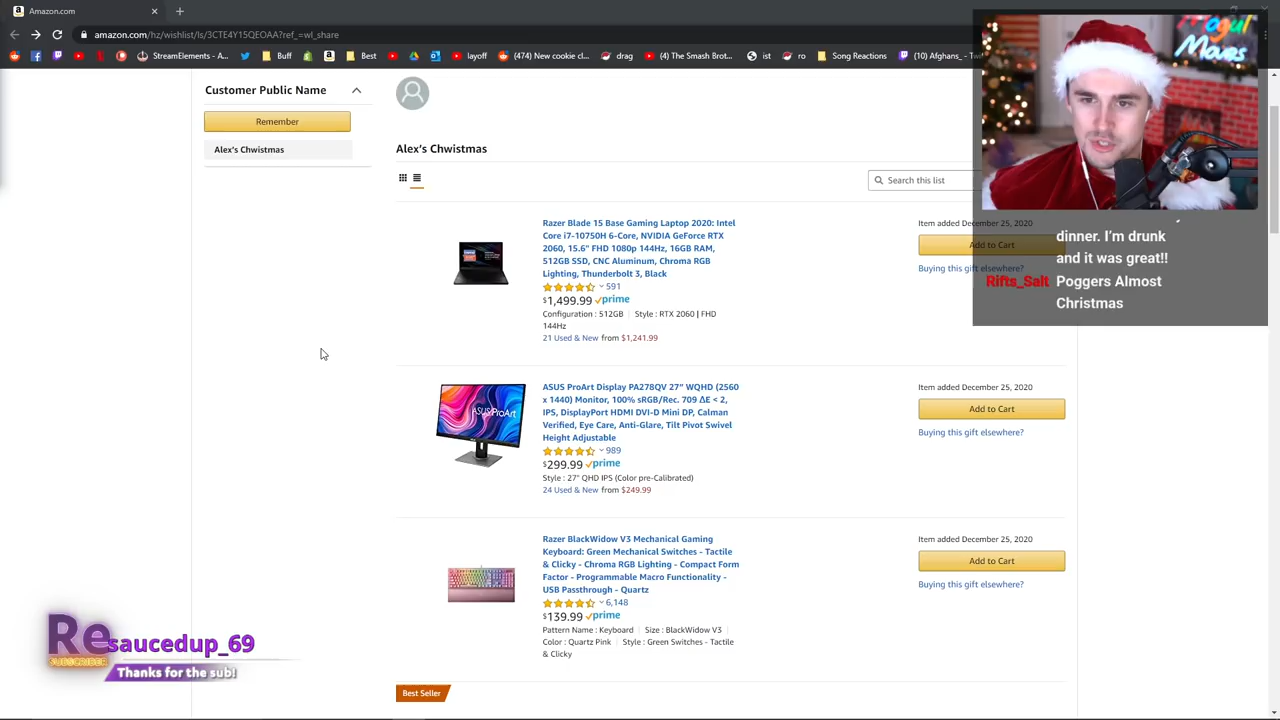 Amazon.com
amazon.com/hz/wishlist/ls/3CTE4Y15QEOAA?ref_=wl_share
StreamElements - A... Buff Best layoff (474) New cookie cl... drag (4) The Smash Brot... ist ro Song Reactions (10) Afghans_ - Twi
Mogul
Moves
Customer Public Name
Remember
Alex's Chwistmas
Alex's Chwistmas
Search this list
Razer Blade 15 Base Gaming Laptop 2020: Intel
Core i7-10750H 6-Core, NVIDIA GeForce RTX
2060, 15.6" FHD 1080p 144Hz, 16GB RAM,
512GB SSD, CNC Aluminum, Chroma RGB
Lighting, Thunderbolt 3, Black
591
$1,499.99 prime
Configuration : 512GB Style : RTX 2060 | FHD
144Hz
21 Used & New from $1,241.99
Item added December 25, 2020
Add to Cart
Buying this gift elsewhere?
dinner. I'm drunk
and it was great!!
Rifts_Salt Poggers Almost
Christmas
ASUS ProArt
ASUS ProArt Display PA278QV 27" WQHD (2560
x 1440) Monitor, 100% sRGB/Rec. 709 ΔE < 2,
IPS, DisplayPort HDMI DVI-D Mini DP, Calman
Verified, Eye Care, Anti-Glare, Tilt Pivot Swivel
Height Adjustable
989
$299.99 prime
Style : 27" QHD IPS (Color pre-Calibrated)
24 Used & New from $249.99
Item added December 25, 2020
Add to Cart
Buying this gift elsewhere?
Razer BlackWidow V3 Mechanical Gaming
Keyboard: Green Mechanical Switches - Tactile
& Clicky - Chroma RGB Lighting - Compact Form
Factor - Programmable Macro Functionality -
USB Passthrough - Quartz
6,148
$139.99 prime
Pattern Name : Keyboard Size : BlackWidow V3
Color : Quartz Pink Style : Green Switches - Tactile
& Clicky
Item added December 25, 2020
Add to Cart
Buying this gift elsewhere?
Best Seller
Re
SUBSCRIBER
saucedup_69
Thanks for the sub!